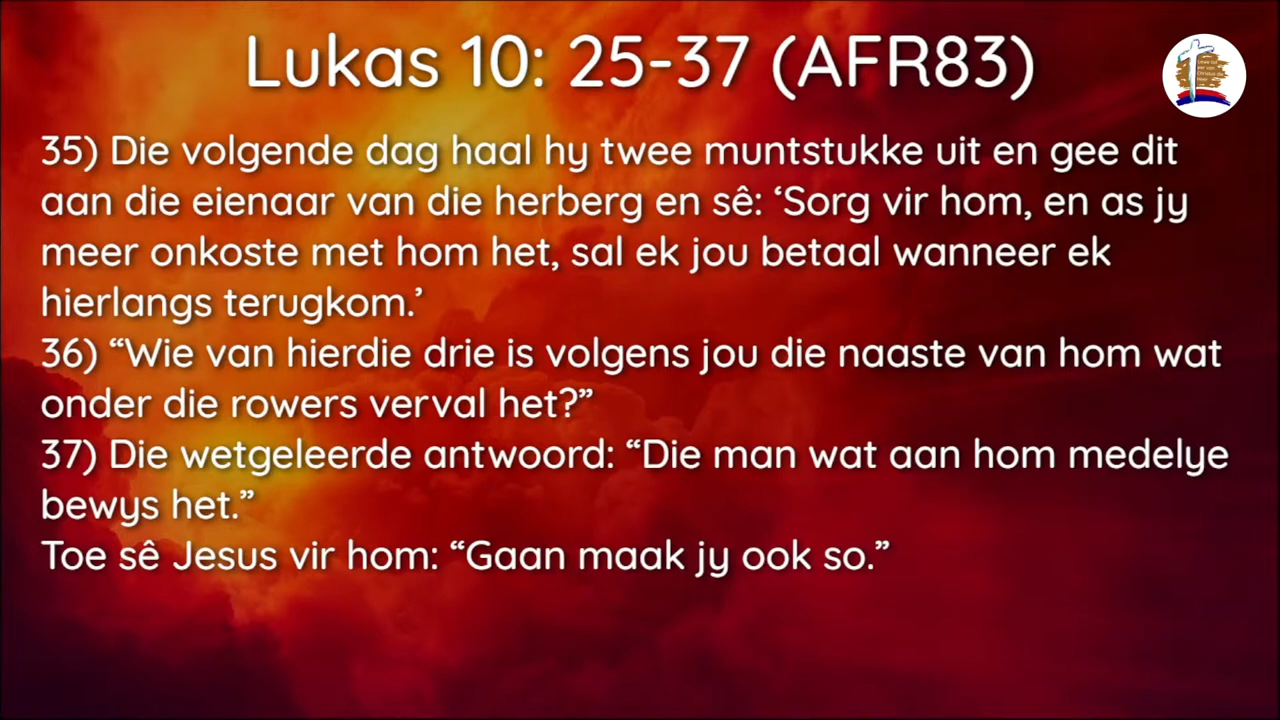 Lukas 10: 25-37 (AFR83)
35) Die volgende dag haal hy twee muntstukke uit en gee dit
aan die eienaar van die herberg en sê: ‘Sorg vir hom, en as jy
meer onkoste met hom het, sal ek jou betaal wanneer ek
hierlangs terugkom.’
36) “Wie van hierdie drie is volgens jou die naaste van hom wat
onder die rowers verval het?”
37) Die wetgeleerde antwoord: “Die man wat aan hom medelye
bewys het.”
Toe sê Jesus vir hom: “Gaan maak jy ook so.”